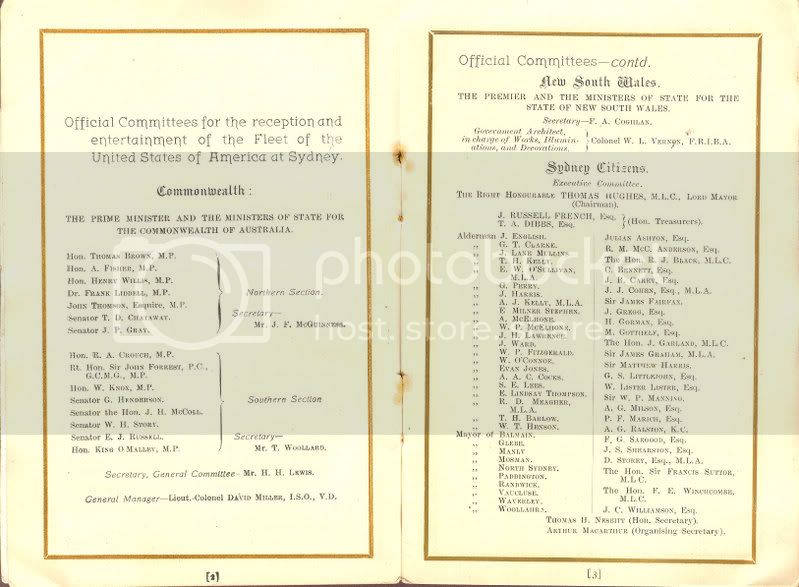 Official Committees for the reception and
entertainment of the Fleet of the
United States of America at Sydney.
Commonwealth:
THE PRIME MINISTER AND THE MINISTERS OF STATE FOR
THE COMMONWEALTH OF AUSTRALIA.
Hon. Thomas Brown, M.P.
Hon. A. Fisher, M.P.
Hon. Henry Willis, M.P.
Dr. Frank Liddell, M.P.
John Thomson, Esquire, M.P.
Senator T. D. Chataway.
Senator J. P. Gray.
Northern Section.
Secretary—
Mr. J. F. McGuinness.
Hon. R. A. Crouch, M.P.
Rt. Hon. Sir John Forrest, P.C.,
G.C.M.G., M.P.
Hon. W. Knox, M.P.
Senator G. Henderson.
Senator the Hon. J. H. McColl.
Senator W. H. Story.
Senator E. J. Russell.
Hon. King O'Malley, M.P.
Southern Section
Secretary—
Mr. T. Woollard.
Secretary, General Committee—Mr. H. H. Lewis.
General Manager—Lieut.-Colonel David Miller, I.S.O., V.D.
[2]
Official Committees—contd.
New South Wales.
THE PREMIER AND THE MINISTERS OF STATE FOR THE
STATE OF NEW SOUTH WALES.
Secretary—F. A. Coghlan.
Government Architect,
in charge of Works, Illumin-
ations, and Decorations.
Colonel W. L. Vernon, F.R.I.B.A.
Sydney Citizens.
Executive Committee.
The Right Honourable THOMAS HUGHES, M.L.C., Lord Mayor
(Chairman).
J. RUSSELL FRENCH, Esq.
T. A. DIBBS, Esq.
(Hon. Treasurers).
Alderman J. English.
„ G. T. Clarke.
„ J. Lane Mullins
„ T. H. Kelly.
„ E. W. O'Sullivan,
M.L.A.
„ G. Perry.
„ J. Harris.
„ A. J. Kelly, M.L.A.
„ E Milner Stephen.
„ A. McElhone.
„ W. P. McElhone.
„ J. H. Lawrence.
„ J. Ward.
„ W. P. Fitzgerald.
„ W. O'Connor.
„ Evan Jones.
„ A. A. C. Cocks.
„ S. E. Lees.
„ E. Lindsay Thompson.
„ R. D. Meagher,
M.L.A.
„ T. H. Barlow.
„ W. T. Henson.
Mayor of Balmain.
„ Glebe.
„ Manly
„ Mosman.
„ North Sydney.
„ Paddington.
„ Randwick.
„ Vaucluse.
„ Waverley.
„ Woollahra.
Julian Ashton, Esq.
R. M. McC. Anderson, Esq.
The Hon. R. J. Black, M.L.C.
C. Bennett, Esq.
J. E. Carey, Esq.
J. J. Cohen, Esq., M.L.A.
Sir James Fairfax.
J. Gregg, Esq.
H. Gorman, Esq.
M. Gotthelf, Esq.
The Hon. J. Garland, M.L.C.
Sir James Graham, M.L.A.
Sir Matthew Harris.
G. S. Littlejohn, Esq.
W. Lister Lister, Esq.
Sir W. P. Manning.
A. G. Milson, Esq.
P. F. Marich, Esq.
A. G. Ralston, K.C.
F. G. Sargood, Esq.
J. S. Shearston, Esq.
D. Storey, Esq., M.L.A.
The Hon. Sir Francis Suttor,
M.L.C.
The Hon. F. E. Winchcombe,
M.L.C.
J. C. Williamson, Esq.
Thomas H. Nesbitt (Hon. Secretary).
Arthur Macarthur (Organising Secretary).
[3]
photobucket
host. store.